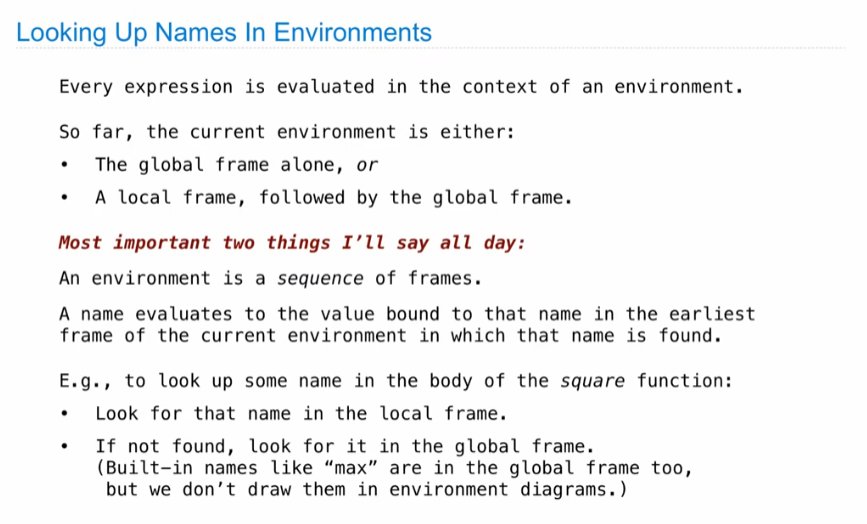 Looking Up Names In Environments
Every expression is evaluated in the context of an environment.
So far, the current environment is either:
• The global frame alone, or
• A local frame, followed by the global frame.
Most important two things I’ll say all day:
An environment is a sequence of frames.
A name evaluates to the value bound to that name in the earliest
frame of the current environment in which that name is found.
E.g., to look up some name in the body of the square function:
• Look for that name in the local frame.
• If not found, look for it in the global frame.
(Built-in names like “max” are in the global frame too,
but we don’t draw them in environment diagrams.)